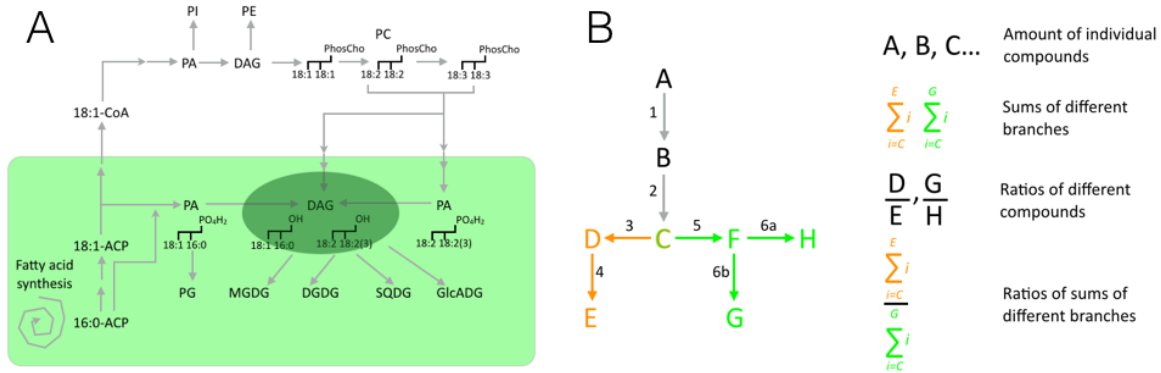 A
PI
PE
PC
PhosCho
PhosCho
PhosCho
PA
DAG
18:1 18:1
18:2 18:2
18:3 18:3
18:1-CoA
PA
DAG
PA
PO₄H₂
OH
OH
PO₄H₂
18:1 16:0
18:1 16:0
18:2 18:2(3)
18:2 18:2(3)
18:1-ACP
Fatty acid
synthesis
PG
MGDG
DGDG
SQDG
GlcADG
16:0-ACP
B
A
1
B
2
D
3
C
5
F
6a
H
4
6b
E
G
A, B, C...
Amount of individual
compounds
E
∑ i
i=C
G
∑ i
i=C
Sums of different
branches
D
E
,
G
H
Ratios of different
compounds
E
∑ i
i=C
G
∑ i
i=C
Ratios of sums of
different branches